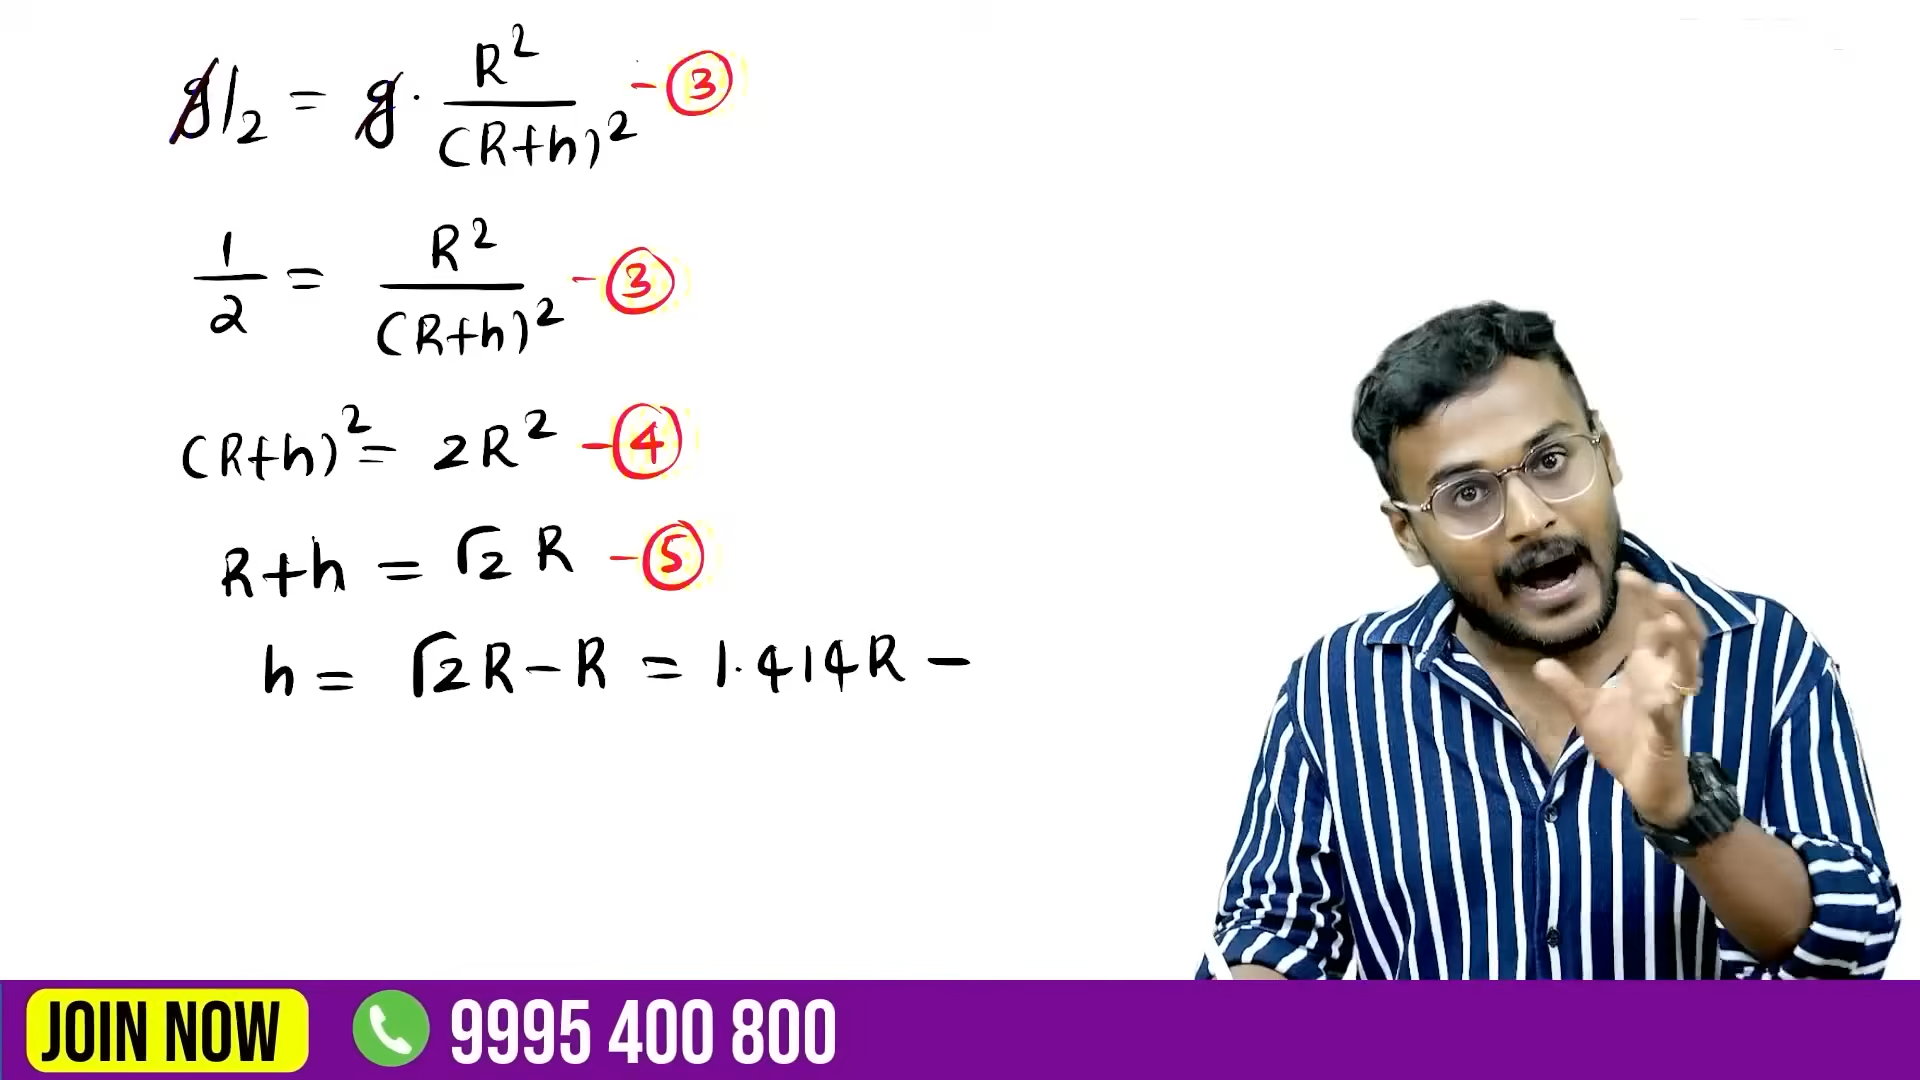 g/2 = g · R² / (R+h)² - ③
1/2 = R² / (R+h)² - ③
(R+h)² = 2R² - ④
R+h = √2 R - ⑤
h = √2R - R = 1.414R -
JOIN NOW 9995 400 800